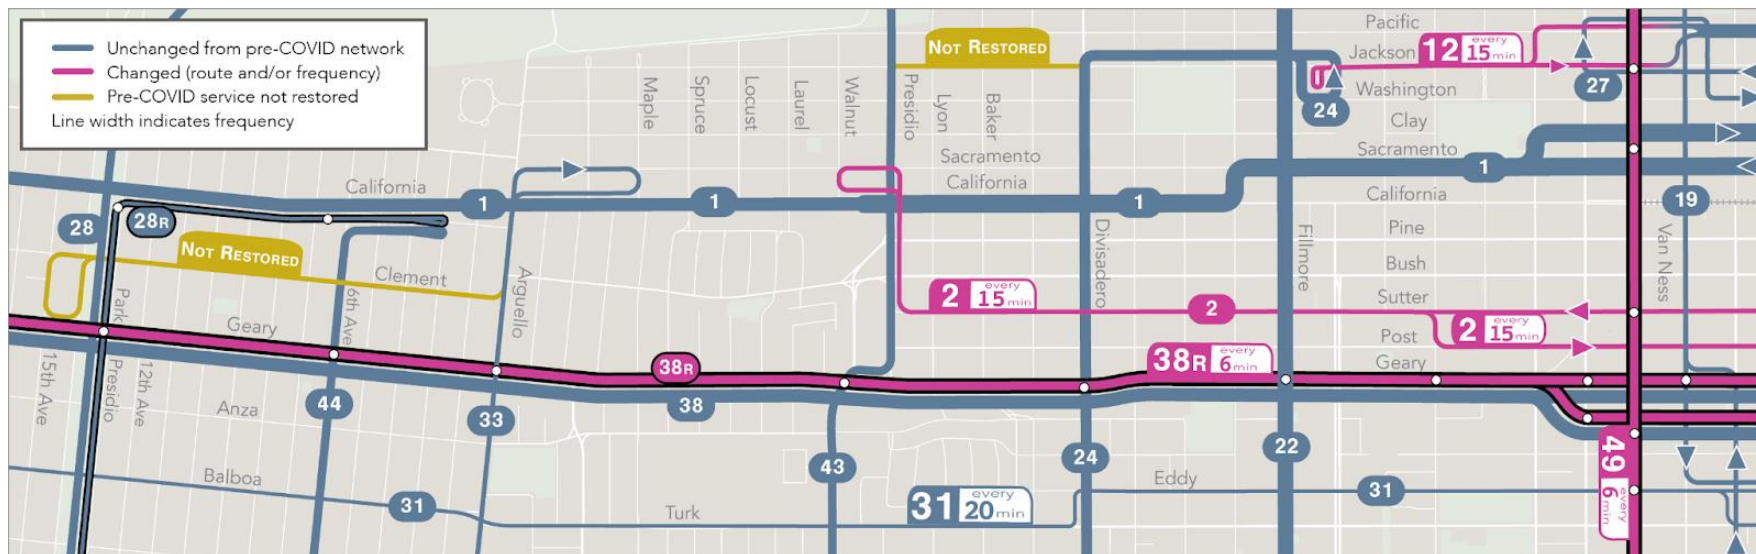 Unchanged from pre-COVID network
Changed (route and/or frequency)
Pre-COVID service not restored
Line width indicates frequency
Pacific
Jackson
12 every 15 min
NOT RESTORED
Maple
Spruce
Locust
Laurel
Walnut
Presidio
Lyon
Baker
Washington
27
24
Clay
Sacramento
California
Sacramento
1
California
1
1
1
California
19
28
28R
NOT RESTORED
Clement
Arguello
Divisadero
Fillmore
Pine
Van Ness
Bush
Park Presidio
6th Ave
2 every 15 min
2
Sutter
2 every 15 min
Post
Geary
Geary
15th Ave
12th Ave
38R
38R every 6 min
38
44
Anza
33
43
24
22
49 every 6 min
Balboa
31
Turk
31 every 20 min
Eddy
31